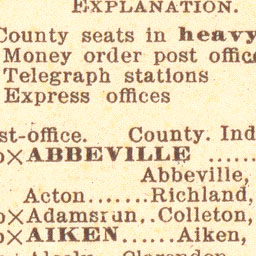 EXPLANATION.
County seats in heavy
Money order post office
Telegraph stations
Express offices
st-office. County. Ind
o×ABBEVILLE ......
Abbeville,
Acton.......Richland,
o×Adamsrun..Colleton,
o×AIKEN......Aiken,
Clarendon